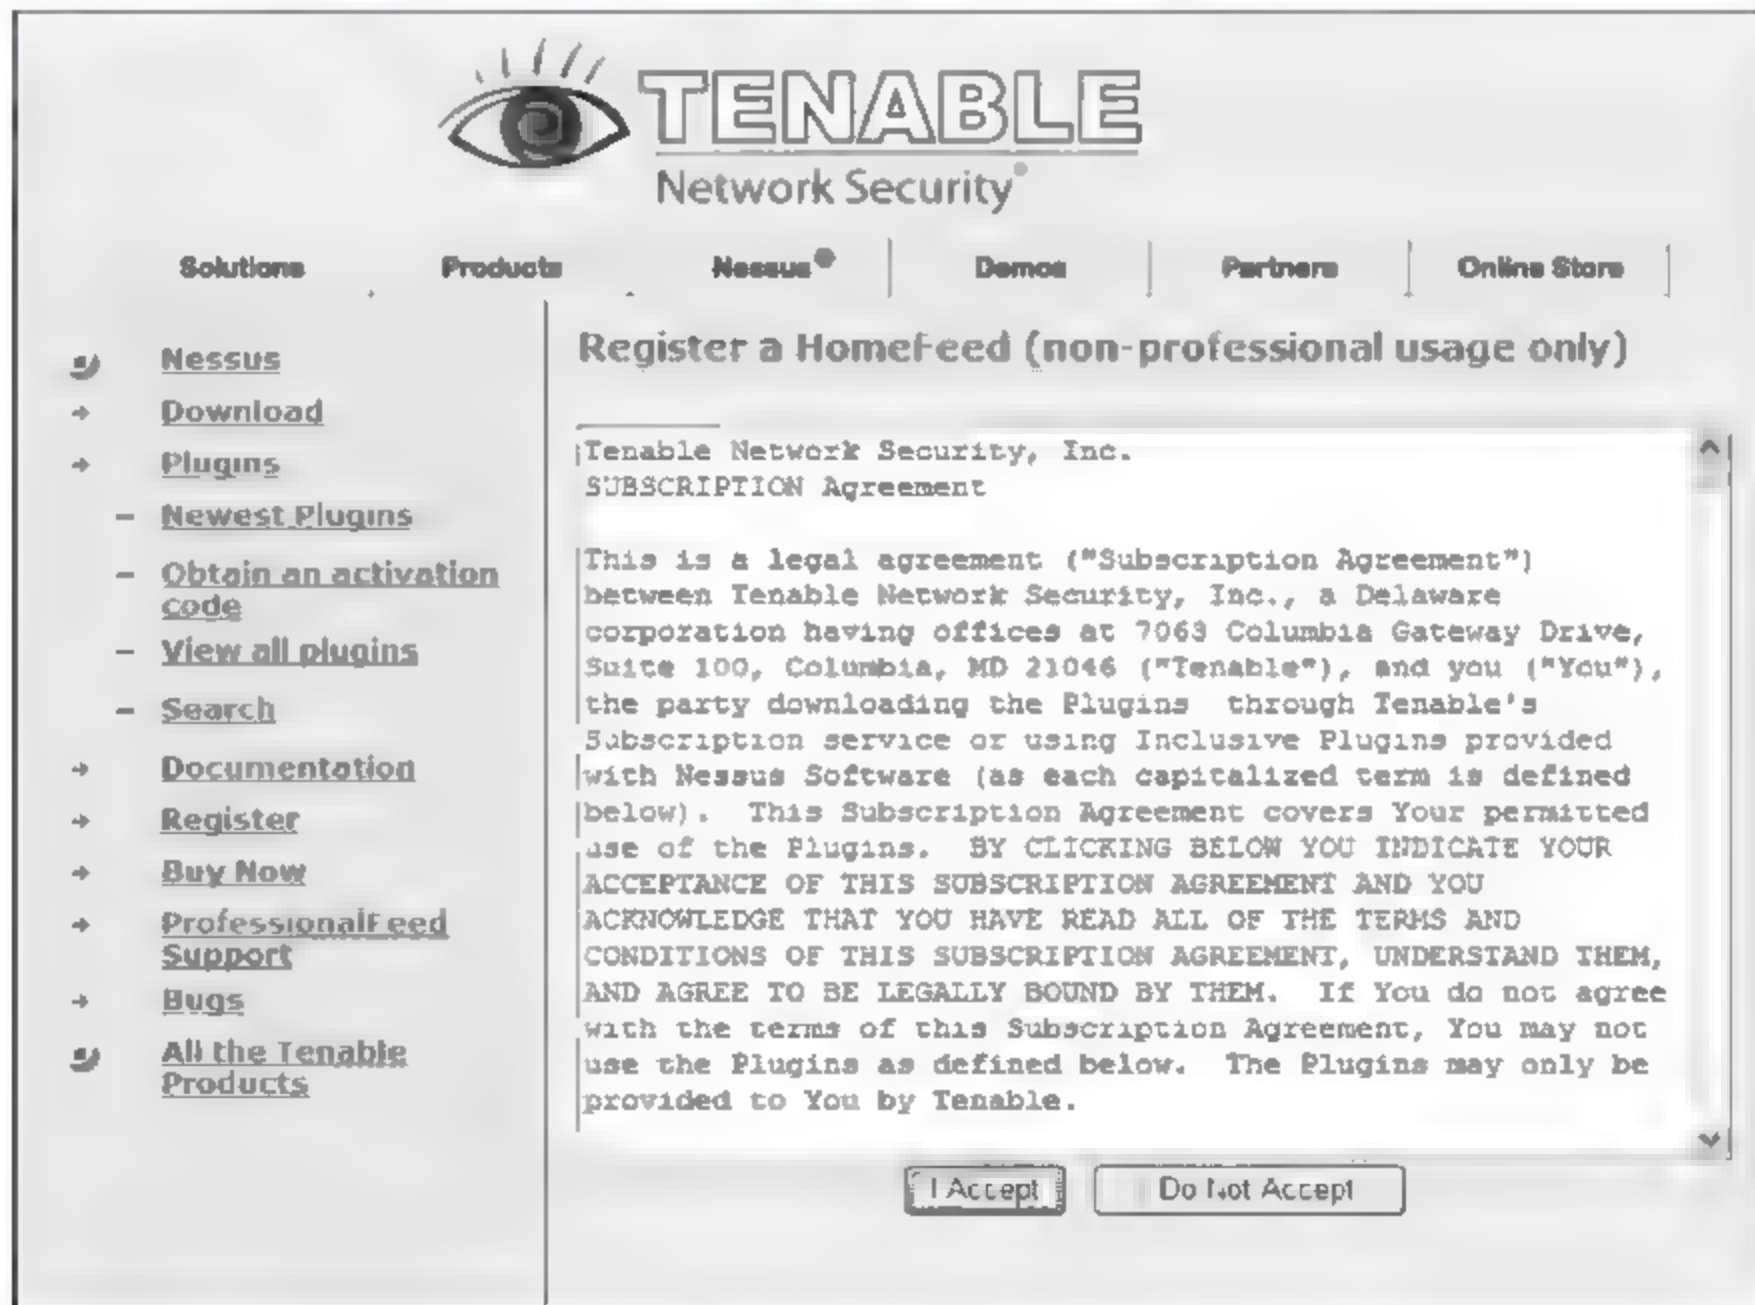 TENABLE
Network Security
Solutions Products Nessus Demos Partners Online Store
Nessus
Download
Plugins
Newest Plugins
Obtain an activation
code
View all plugins
Search
Documentation
Register
Buy Now
ProfessionalFeed
Support
Bugs
All the Tenable
Products
Register a HomeFeed (non-professional usage only)
Tenable Network Security, Inc.
SUBSCRIPTION Agreement
This is a legal agreement ("Subscription Agreement")
between Tenable Network Security, Inc., a Delaware
corporation having offices at 7063 Columbia Gateway Drive,
Suite 100, Columbia, MD 21046 ("Tenable"), and you ("You"),
the party downloading the Plugins through Tenable's
Subscription service or using Inclusive Plugins provided
with Nessus Software (as each capitalized term is defined
below). This Subscription Agreement covers Your permitted
use of the Plugins. BY CLICKING BELOW YOU INDICATE YOUR
ACCEPTANCE OF THIS SUBSCRIPTION AGREEMENT AND YOU
ACKNOWLEDGE THAT YOU HAVE READ ALL OF THE TERMS AND
CONDITIONS OF THIS SUBSCRIPTION AGREEMENT, UNDERSTAND THEM,
AND AGREE TO BE LEGALLY BOUND BY THEM. If You do not agree
with the terms of this Subscription Agreement, You may not
use the Plugins as defined below. The Plugins may only be
provided to You by Tenable.
I Accept Do Not Accept